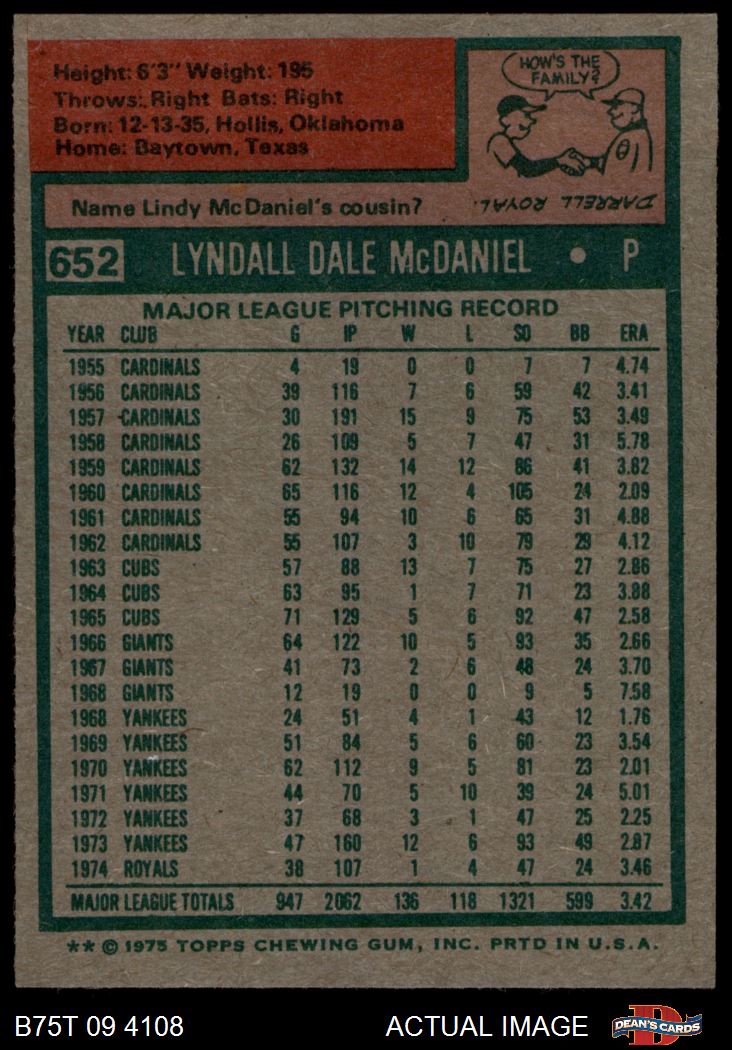 Height: 6'3" Weight: 195
Throws: Right Bats: Right
Born: 12-13-35, Hollis, Oklahoma
Home: Baytown, Texas
HOW'S THE
FAMILY?
Name Lindy McDaniel's cousin?
DARRELL ROYAL.
652 LYNDALL DALE McDANIEL • P
MAJOR LEAGUE PITCHING RECORD
YEAR CLUB G IP W L SO BB ERA
1955 CARDINALS 4 19 0 0 7 7 4.74
1956 CARDINALS 39 116 7 6 59 42 3.41
1957 CARDINALS 30 191 15 9 75 53 3.49
1958 CARDINALS 26 109 5 7 47 31 5.78
1959 CARDINALS 62 132 14 12 86 41 3.82
1960 CARDINALS 65 116 12 4 105 24 2.09
1961 CARDINALS 55 94 10 6 65 31 4.88
1962 CARDINALS 55 107 3 10 79 29 4.12
1963 CUBS 57 88 13 7 75 27 2.86
1964 CUBS 63 95 1 7 71 23 3.88
1965 CUBS 71 129 5 6 92 47 2.58
1966 GIANTS 64 122 10 5 93 35 2.66
1967 GIANTS 41 73 2 6 48 24 3.70
1968 GIANTS 12 19 0 0 9 5 7.58
1968 YANKEES 24 51 4 1 43 12 1.76
1969 YANKEES 51 84 5 6 60 23 3.54
1970 YANKEES 62 112 9 5 81 23 2.01
1971 YANKEES 44 70 5 10 39 24 5.01
1972 YANKEES 37 68 3 1 47 25 2.25
1973 YANKEES 47 160 12 6 93 49 2.87
1974 ROYALS 38 107 1 4 47 24 3.46
MAJOR LEAGUE TOTALS 947 2062 136 118 1321 599 3.42
** © 1975 TOPPS CHEWING GUM, INC. PRTD IN U.S.A.
B75T 09 4108 ACTUAL IMAGE DEAN'S CARDS